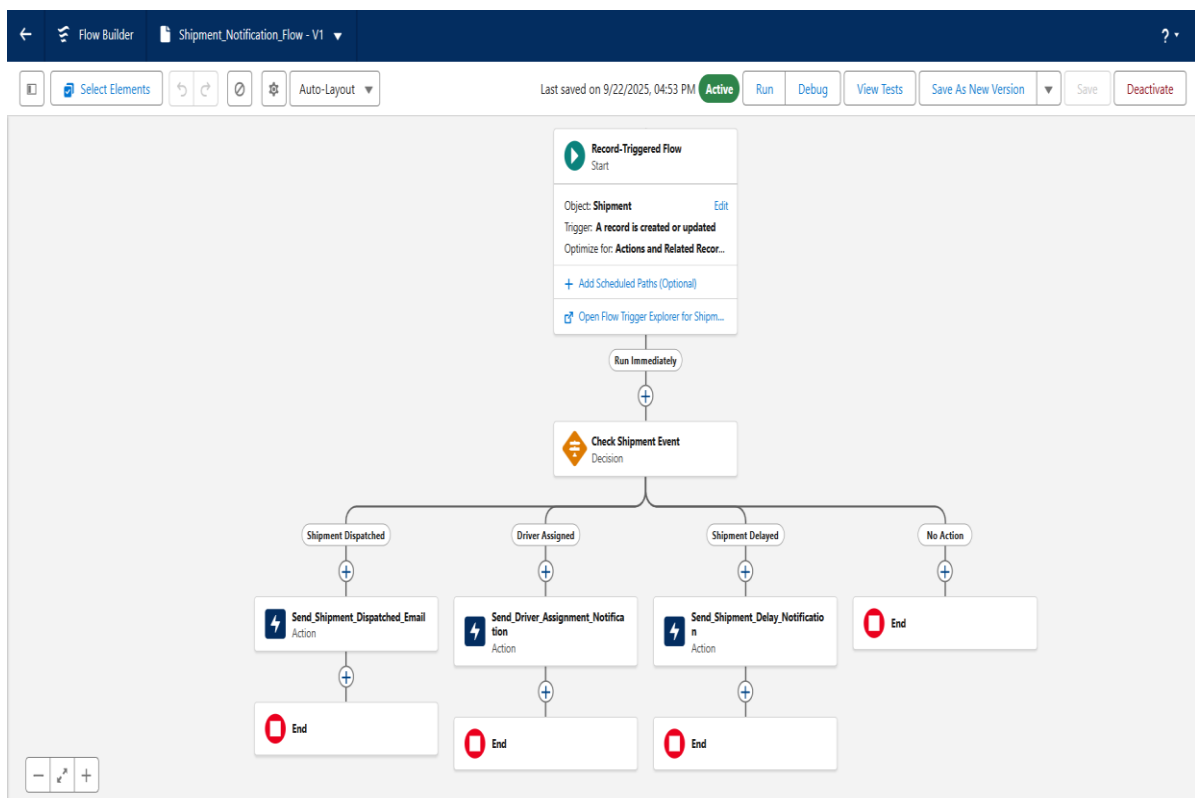 Flow Builder
Shipment_Notification_Flow - V1
?
Select Elements
Auto-Layout
Last saved on 9/22/2025, 04:53 PM
Active
Run
Debug
View Tests
Save As New Version
Save
Deactivate
Record-Triggered Flow
Start
Object: Shipment
Edit
Trigger: A record is created or updated
Optimize for: Actions and Related Recor...
+ Add Scheduled Paths (Optional)
Open Flow Trigger Explorer for Shipm...
Run Immediately
Check Shipment Event
Decision
Shipment Dispatched
Driver Assigned
Shipment Delayed
No Action
Send_Shipment_Dispatched_Email
Action
Send_Driver_Assignment_Notifica
tion
Action
Send_Shipment_Delay_Notificatio
n
Action
End
End
End
End